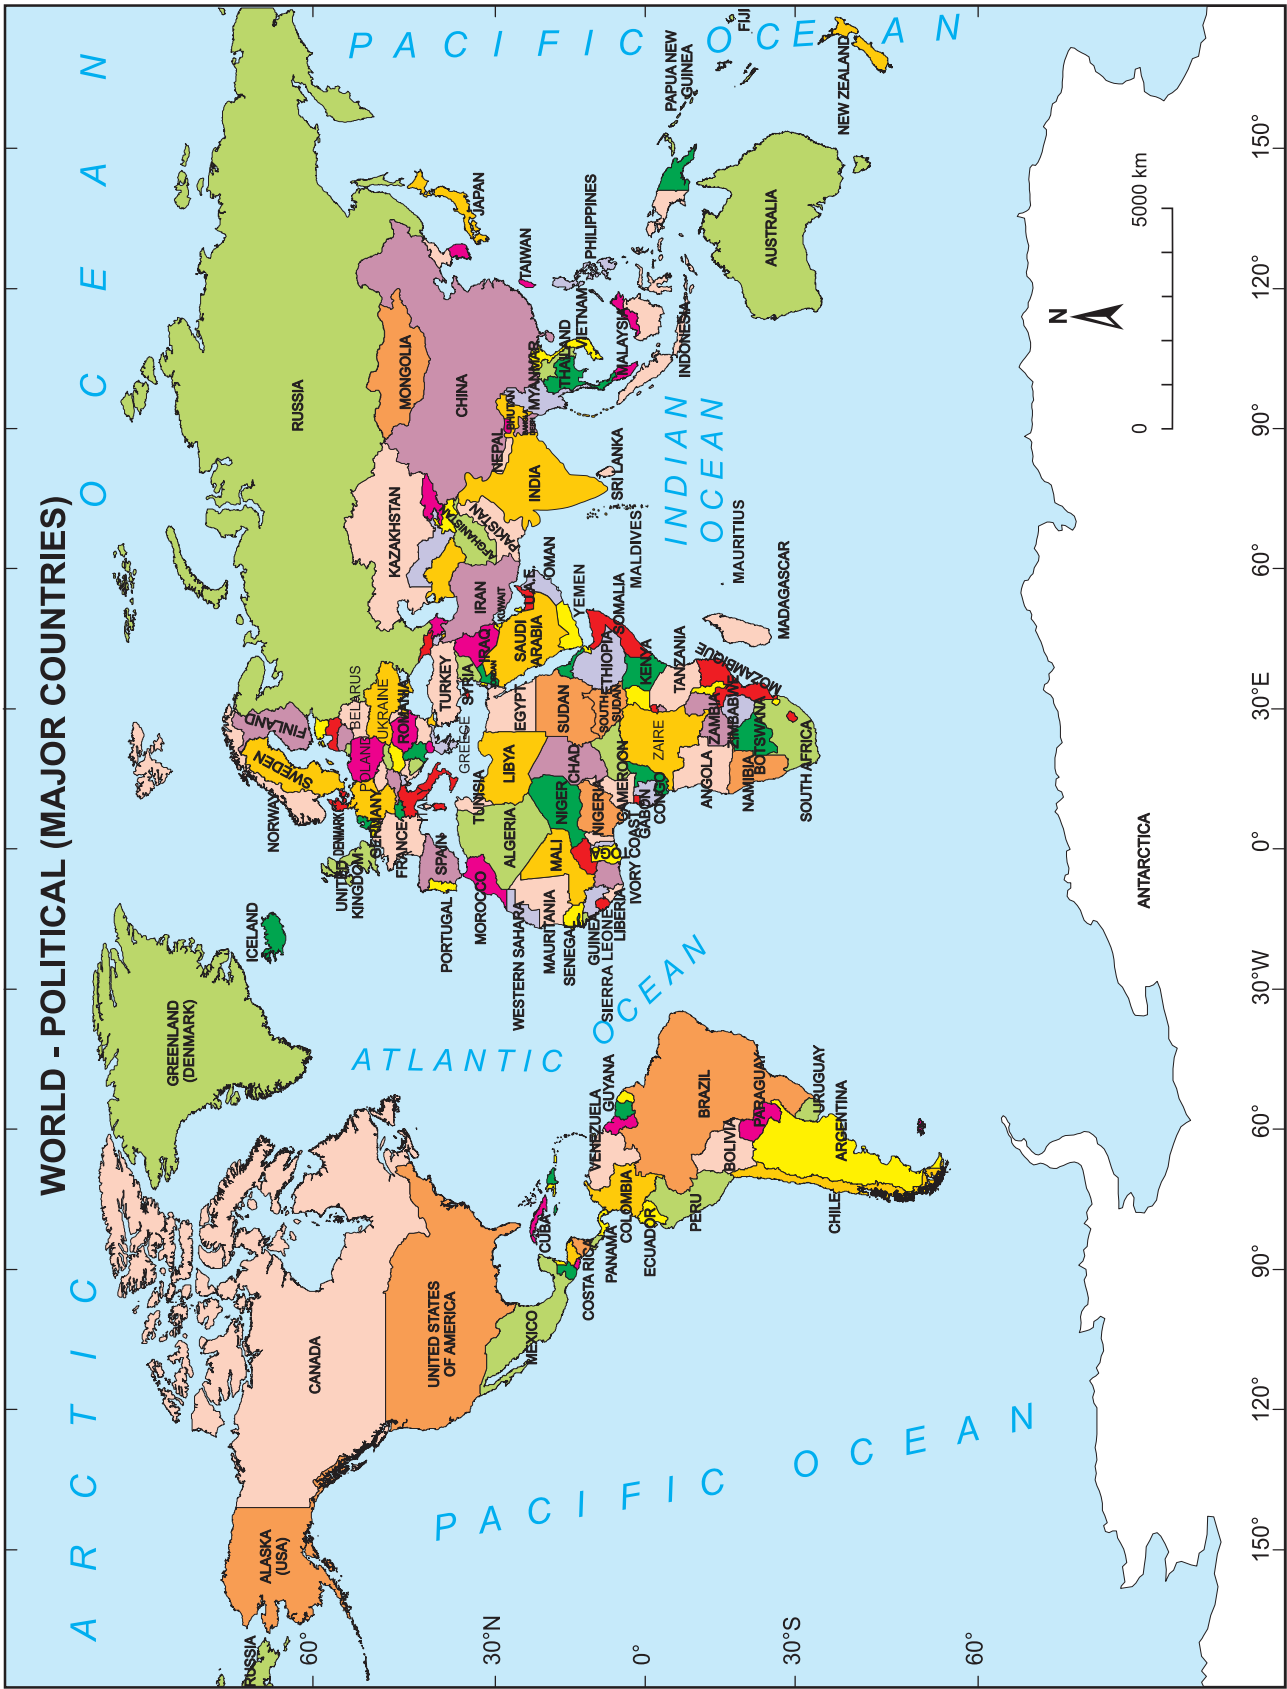 WORLD - POLITICAL (MAJOR COUNTRIES)
ARCTIC OCEAN
RUSSIA
ALASKA
(USA)
CANADA
GREENLAND
(DENMARK)
ICELAND
UNITED STATES
OF AMERICA
MEXICO
CUBA
COSTA RICA
PANAMA
VENEZUELA
GUYANA
COLOMBIA
ECUADOR
PERU
BRAZIL
BOLIVIA
PARAGUAY
URUGUAY
ARGENTINA
CHILE
PACIFIC OCEAN
ATLANTIC
OCEAN
NORWAY
SWEDEN
FINLAND
UNITED
KINGDOM
DENMARK
GERMANY
POLAND
BELARUS
UKRAINE
ROMANIA
FRANCE
SPAIN
PORTUGAL
GREECE
TURKEY
SYRIA
IRAQ
IRAN
KUWAIT
SAUDI
ARABIA
U.A.E.
OMAN
YEMEN
MOROCCO
WESTERN SAHARA
ALGERIA
TUNISIA
LIBYA
EGYPT
MAURITANIA
MALI
NIGER
CHAD
SUDAN
SOUTH
SUDAN
ETHIOPIA
SOMALIA
KENYA
SENEGAL
GUINEA
SIERRA LEONE
LIBERIA
IVORY COAST
NIGERIA
CAMEROON
GABON
CONGO
ZAIRE
TANZANIA
ANGOLA
ZAMBIA
ZIMBABWE
MOZAMBIQUE
NAMIBIA
BOTSWANA
SOUTH AFRICA
MADAGASCAR
MAURITIUS
MALDIVES
RUSSIA
KAZAKHSTAN
MONGOLIA
CHINA
AFGHANISTAN
PAKISTAN
INDIA
NEPAL
BHUTAN
SRI LANKA
MYANMAR
THAILAND
VIETNAM
MALAYSIA
INDONESIA
PHILIPPINES
TAIWAN
JAPAN
PAPUA NEW
GUINEA
FIJI
AUSTRALIA
NEW ZEALAND
INDIAN
OCEAN
PACIFIC OCEAN
ANTARCTICA
N
0
5000 km
60°
30°N
0°
30°S
60°
150°
120°
90°
60°
30°W
0°
30°E
60°
90°
120°
150°